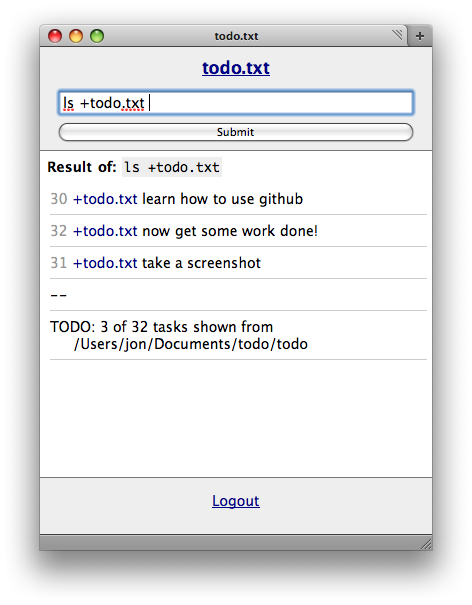 todo.txt
+
todo.txt
ls +todo.txt
Submit
Result of: ls +todo.txt
30 +todo.txt learn how to use github
32 +todo.txt now get some work done!
31 +todo.txt take a screenshot
--
TODO: 3 of 32 tasks shown from
/Users/jon/Documents/todo/todo
Logout